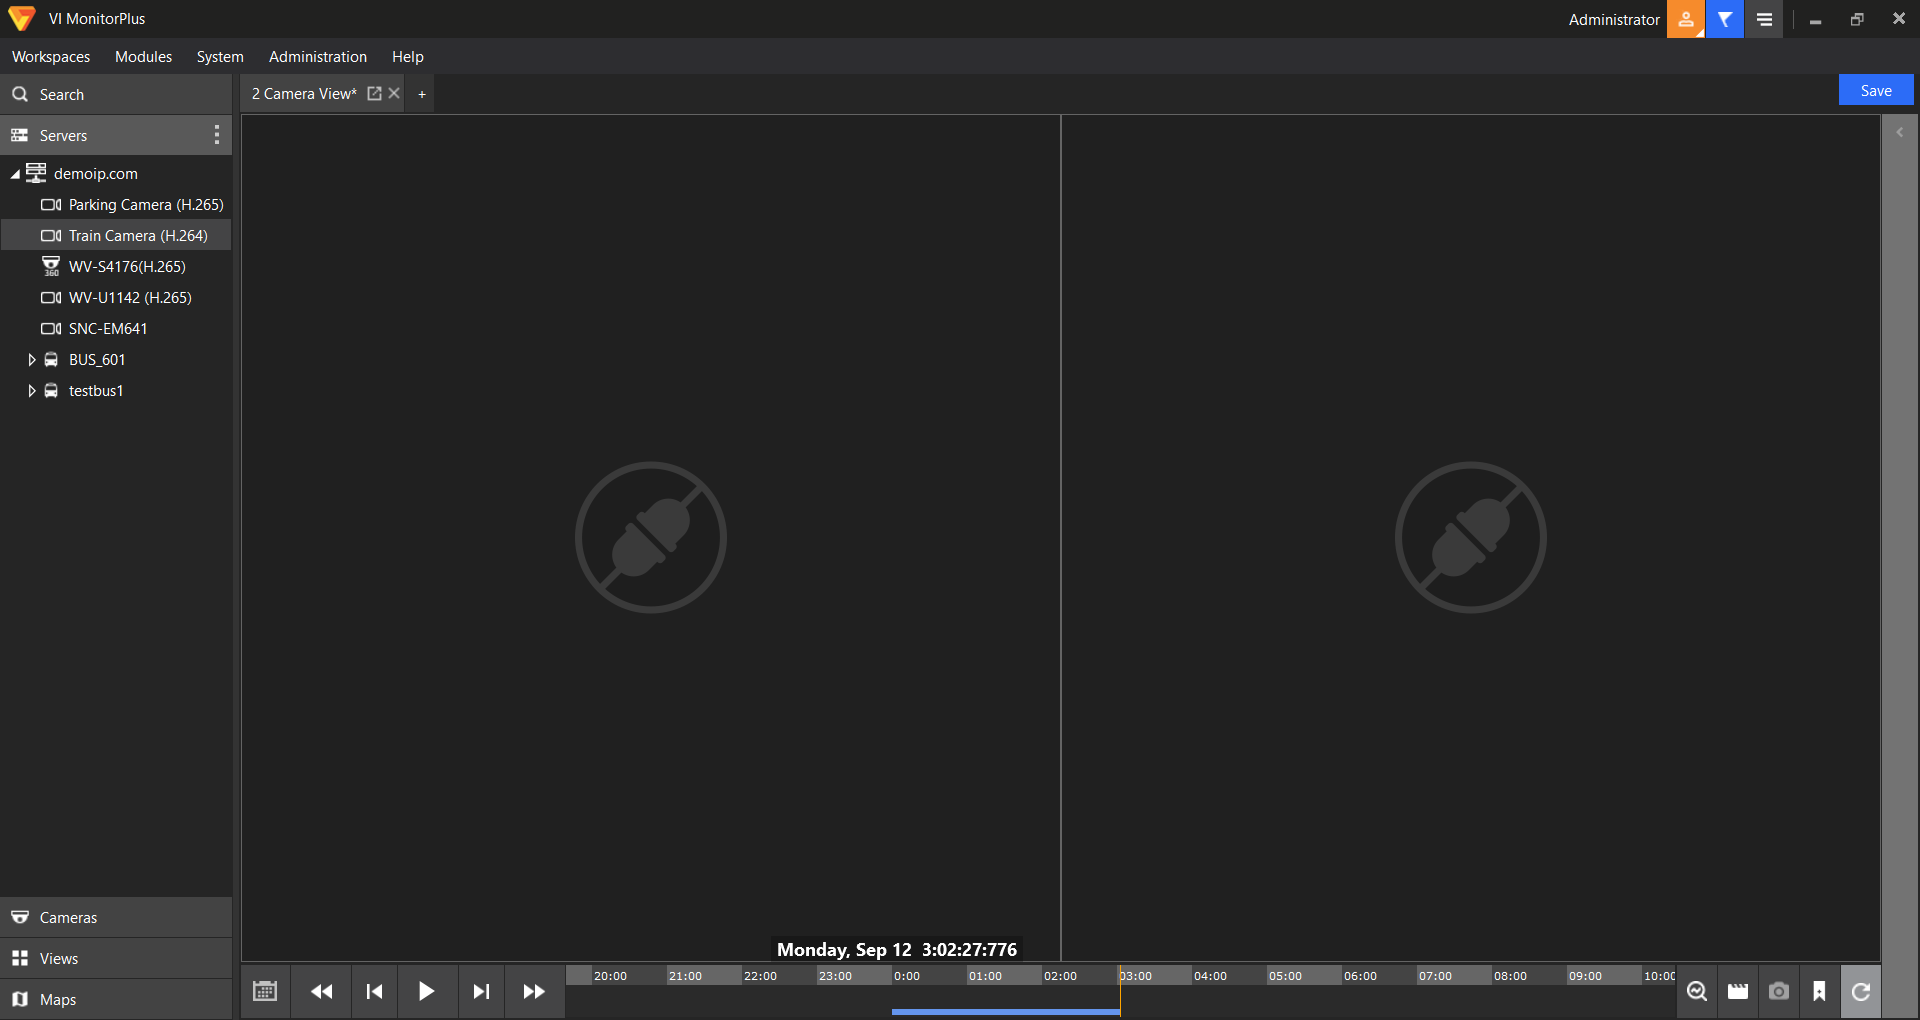 VI MonitorPlus
Administrator
Workspaces Modules System Administration Help
Search
2 Camera View* +
Save
Servers
demoip.com
Parking Camera (H.265)
Train Camera (H.264)
360 WV-S4176(H.265)
WV-U1142 (H.265)
SNC-EM641
BUS_601
testbus1
Cameras
Views
Maps
Monday, Sep 12 3:02:27:776
20:00 21:00 22:00 23:00 0:00 01:00 02:00 03:00 04:00 05:00 06:00 07:00 08:00 09:00 10:00